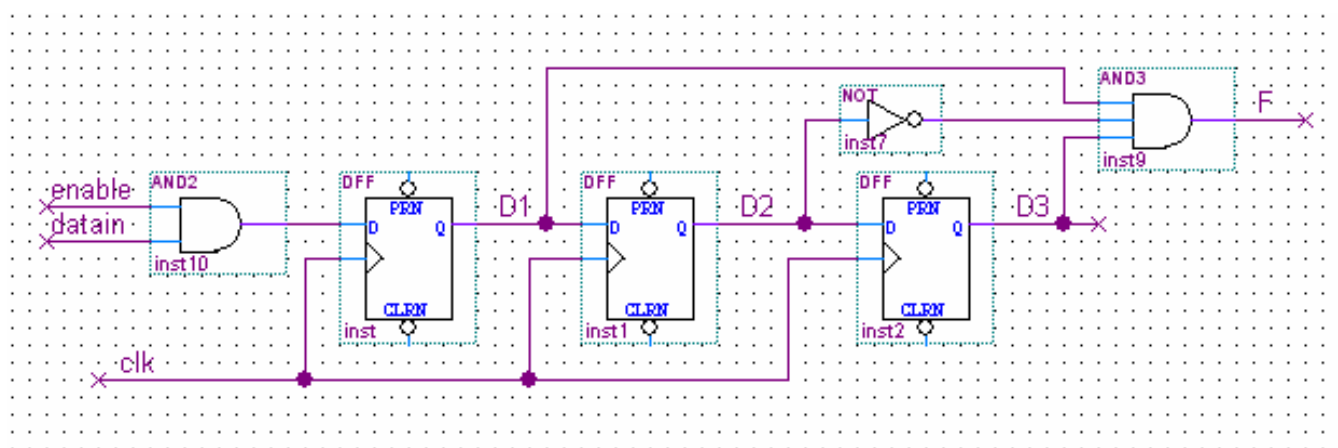 AND3
NOT
F
inst7
inst9
enable
AND2
DFF
DFF
DFF
PRN
PRN
PRN
D1
D2
D3
datain
D
Q
D
Q
D
Q
inst10
CLRN
CLRN
CLRN
inst
inst1
inst2
clk